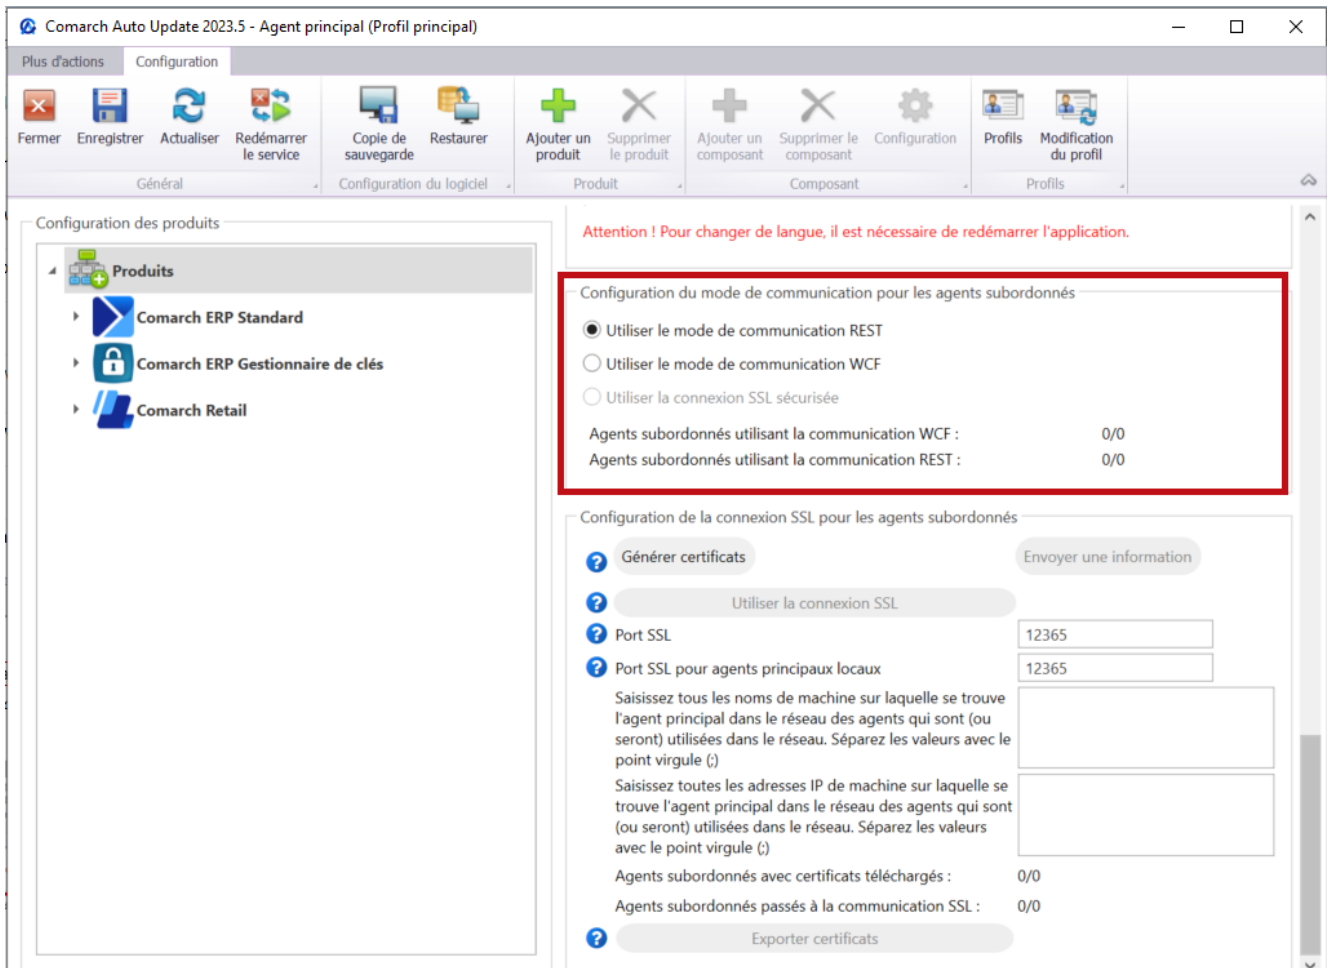 Comarch Auto Update 2023.5 - Agent principal (Profil principal)
Plus d'actions Configuration
Fermer Enregistrer Actualiser Redémarrer Copie de Restaurer Ajouter un Supprimer Ajouter un Supprimer le Configuration Profils Modification
le service sauvegarde produit le produit composant composant du profil
Général Configuration du logiciel Produit Composant Profils
Configuration des produits
Produits
Comarch ERP Standard
Comarch ERP Gestionnaire de clés
Comarch Retail
Attention ! Pour changer de langue, il est nécessaire de redémarrer l'application.
Configuration du mode de communication pour les agents subordonnés
Utiliser le mode de communication REST
Utiliser le mode de communication WCF
Utiliser la connexion SSL sécurisée
Agents subordonnés utilisant la communication WCF : 0/0
Agents subordonnés utilisant la communication REST : 0/0
Configuration de la connexion SSL pour les agents subordonnés
Générer certificats Envoyer une information
Utiliser la connexion SSL
Port SSL 12365
Port SSL pour agents principaux locaux 12365
Saisissez tous les noms de machine sur laquelle se trouve
l'agent principal dans le réseau des agents qui sont (ou
seront) utilisées dans le réseau. Séparez les valeurs avec le
point virgule (;)
Saisissez toutes les adresses IP de machine sur laquelle se
trouve l'agent principal dans le réseau des agents qui sont
(ou seront) utilisées dans le réseau. Séparez les valeurs
avec le point virgule (;)
Agents subordonnés avec certificats téléchargés : 0/0
Agents subordonnés passés à la communication SSL : 0/0
Exporter certificats